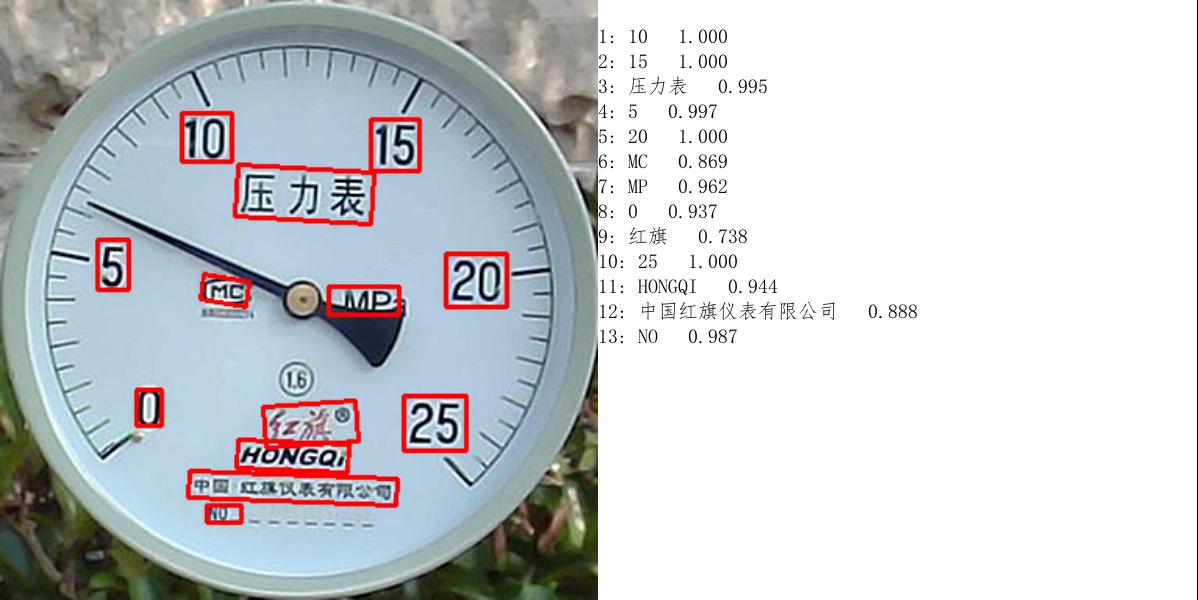 10
15
压力表
5
20
MC
MPa
1.6
0
25
红旗®
HONGQi
中国 红旗仪表有限公司
NO
1: 10 1.000
2: 15 1.000
3: 压力表 0.995
4: 5 0.997
5: 20 1.000
6: MC 0.869
7: MP 0.962
8: 0 0.937
9: 红旗 0.738
10: 25 1.000
11: HONGQI 0.944
12: 中国红旗仪表有限公司 0.888
13: NO 0.987